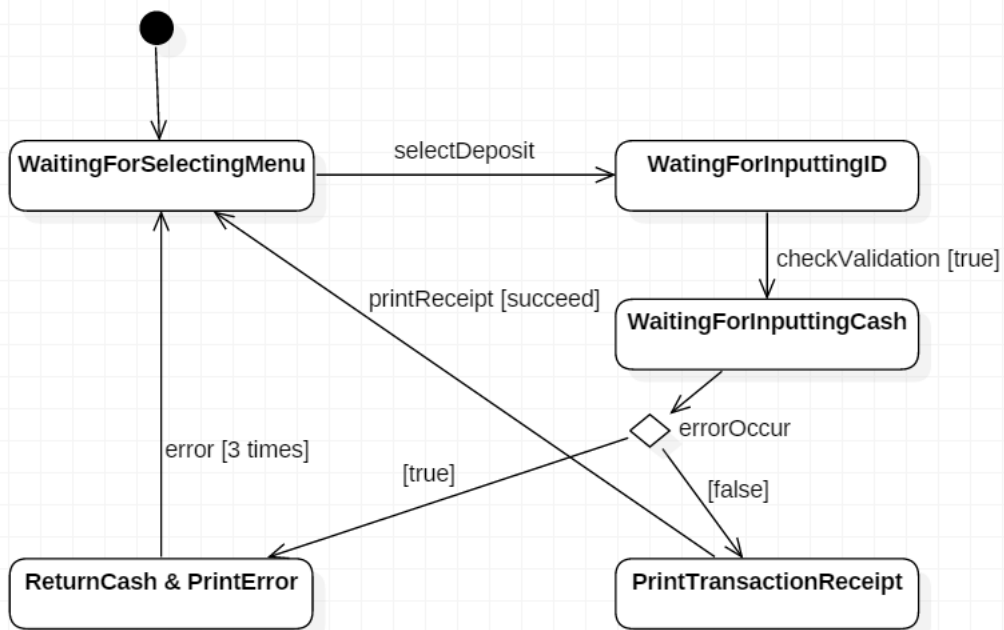 selectDeposit
WaitingForSelectingMenu
WatingForInputtingID
checkValidation [true]
printReceipt [succeed]
WaitingForInputtingCash
errorOccur
error [3 times]
[true]
[false]
ReturnCash & PrintError
PrintTransactionReceipt